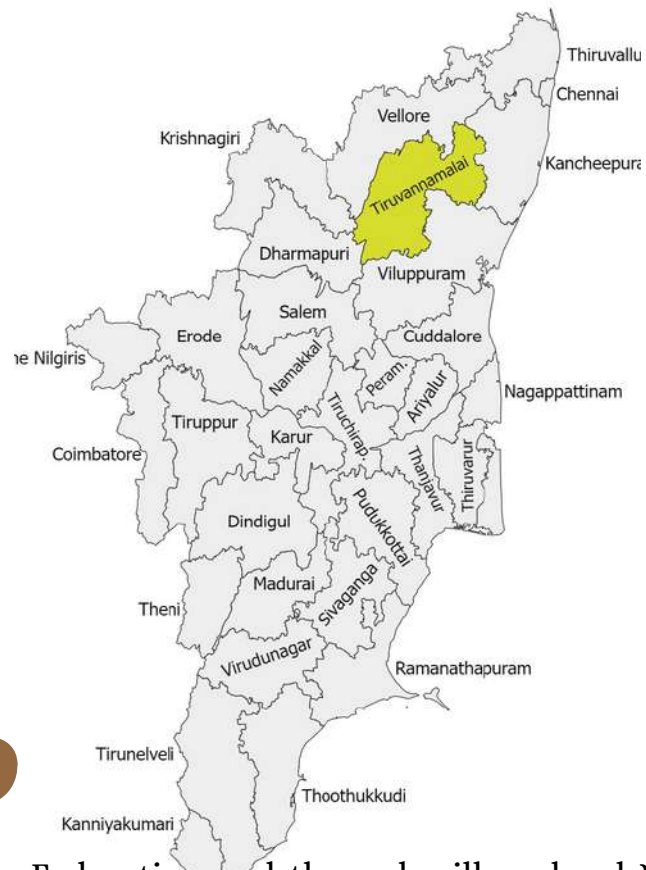 Thiruvallu
Chennai
Vellore
Krishnagiri
Kancheepura
Tiruvannamalai
Dharmapuri
Viluppuram
Salem
Erode
Cuddalore
ne Nilgiris
Namakkal
Peram.
Ariyalur
Nagappattinam
Tiruppur
Karur
Tiruchirap.
Coimbatore
Thanjavur
Thiruvarur
Dindigul
Pudukkottai
Madurai
Sivaganga
Theni
Virudunagar
Ramanathapuram
Tirunelveli
Thoothukkudi
Kanniyakumari